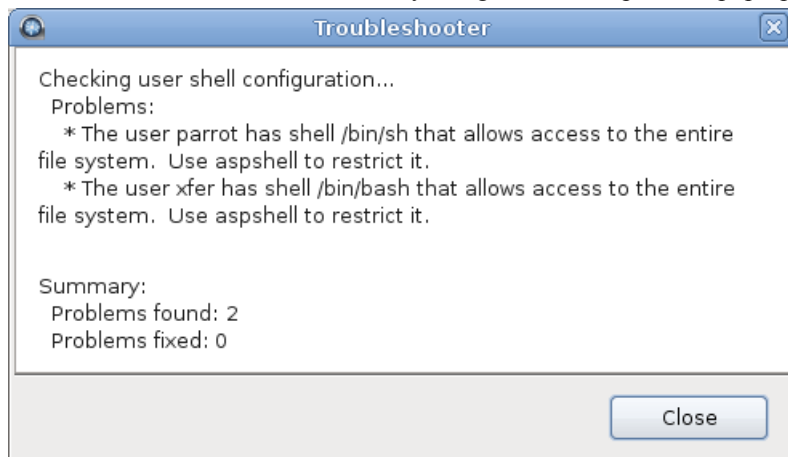 Troubleshooter
Checking user shell configuration...
Problems:
* The user parrot has shell /bin/sh that allows access to the entire
file system. Use aspshell to restrict it.
* The user xfer has shell /bin/bash that allows access to the entire
file system. Use aspshell to restrict it.
Summary:
Problems found: 2
Problems fixed: 0
Close